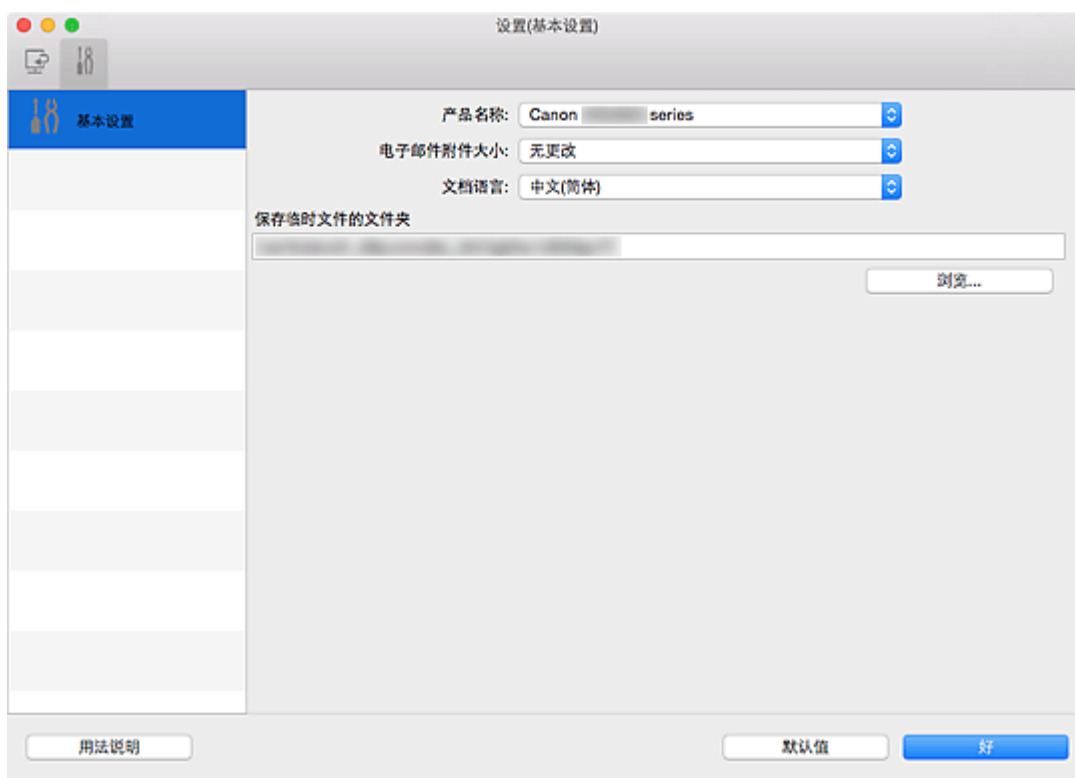 设置(基本设置)
基本设置
产品名称: Canon series
电子邮件附件大小: 无更改
文档语言: 中文(简体)
保存临时文件的文件夹
浏览...
用法说明 默认值 好